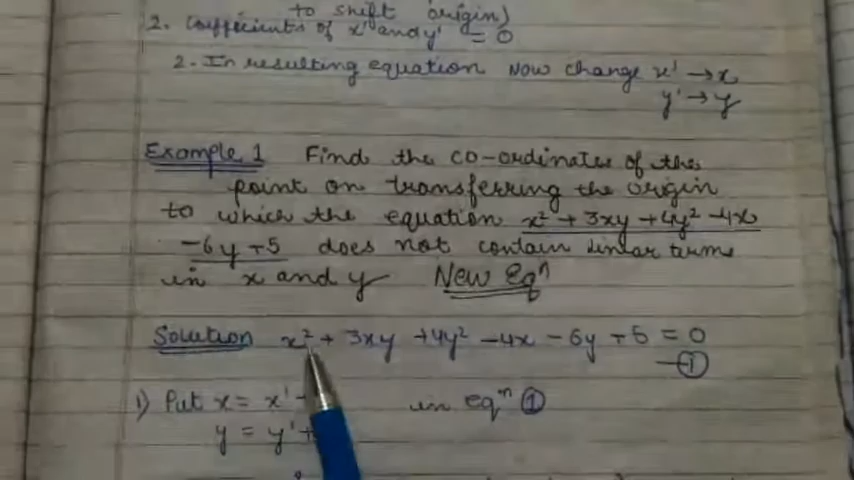 to shift origin)
2. Coefficients of x' and y' = 0
2. In resulting equation Now change x' → x
y' → y
Example 1 Find the co-ordinates of the
point on transferring the origin
to which the equation x² + 3xy + 4y² - 4x
- 6y + 5 does not contain linear terms
in x and y New Eqⁿ
Solution x² + 3xy + 4y² - 4x - 6y + 5 = 0
— ①
1) Put x = x' in eqⁿ ①
y = y' +